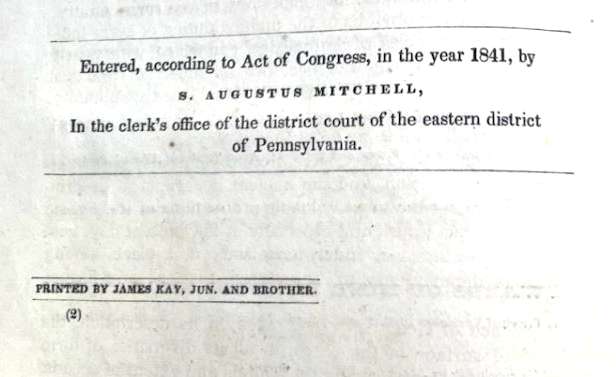 Entered, according to Act of Congress, in the year 1841, by
S. AUGUSTUS MITCHELL,
In the clerk's office of the district court of the eastern district
of Pennsylvania.
PRINTED BY JAMES KAY, JUN. AND BROTHER.
(2)